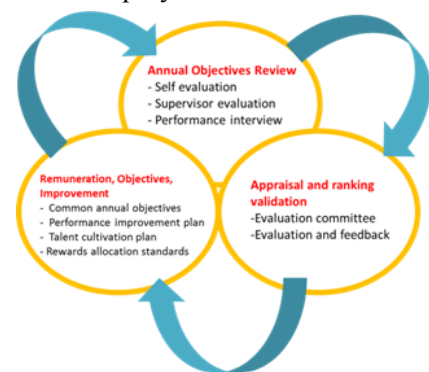 Annual Objectives Review
- Self evaluation
- Supervisor evaluation
- Performance interview
Remuneration, Objectives,
Improvement
- Common annual objectives
- Performance improvement plan
- Talent cultivation plan
- Rewards allocation standards
Appraisal and ranking
validation
-Evaluation committee
-Evaluation and feedback